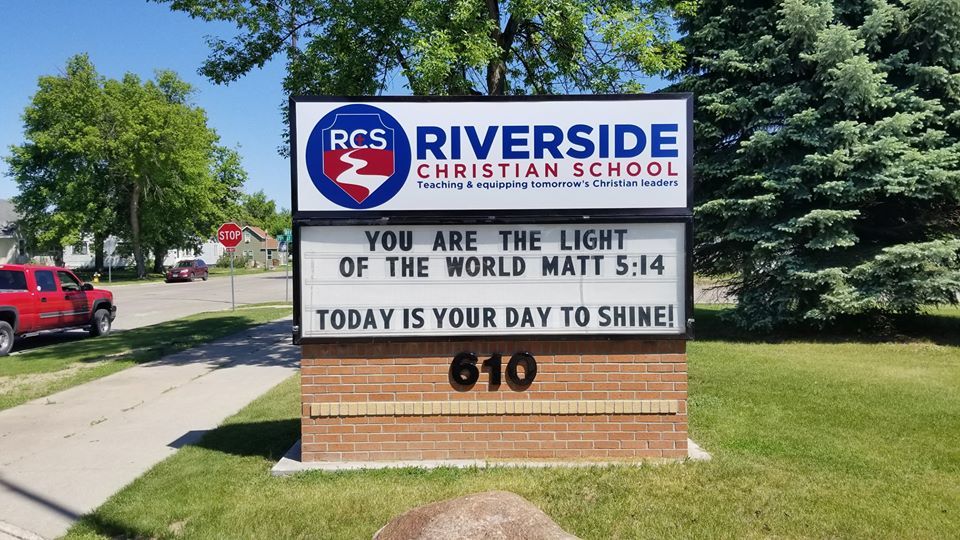 RCS
RIVERSIDE
CHRISTIAN SCHOOL
Teaching & equipping tomorrow's Christian leaders
YOU ARE THE LIGHT
OF THE WORLD MATT 5:14
TODAY IS YOUR DAY TO SHINE!
610
STOP